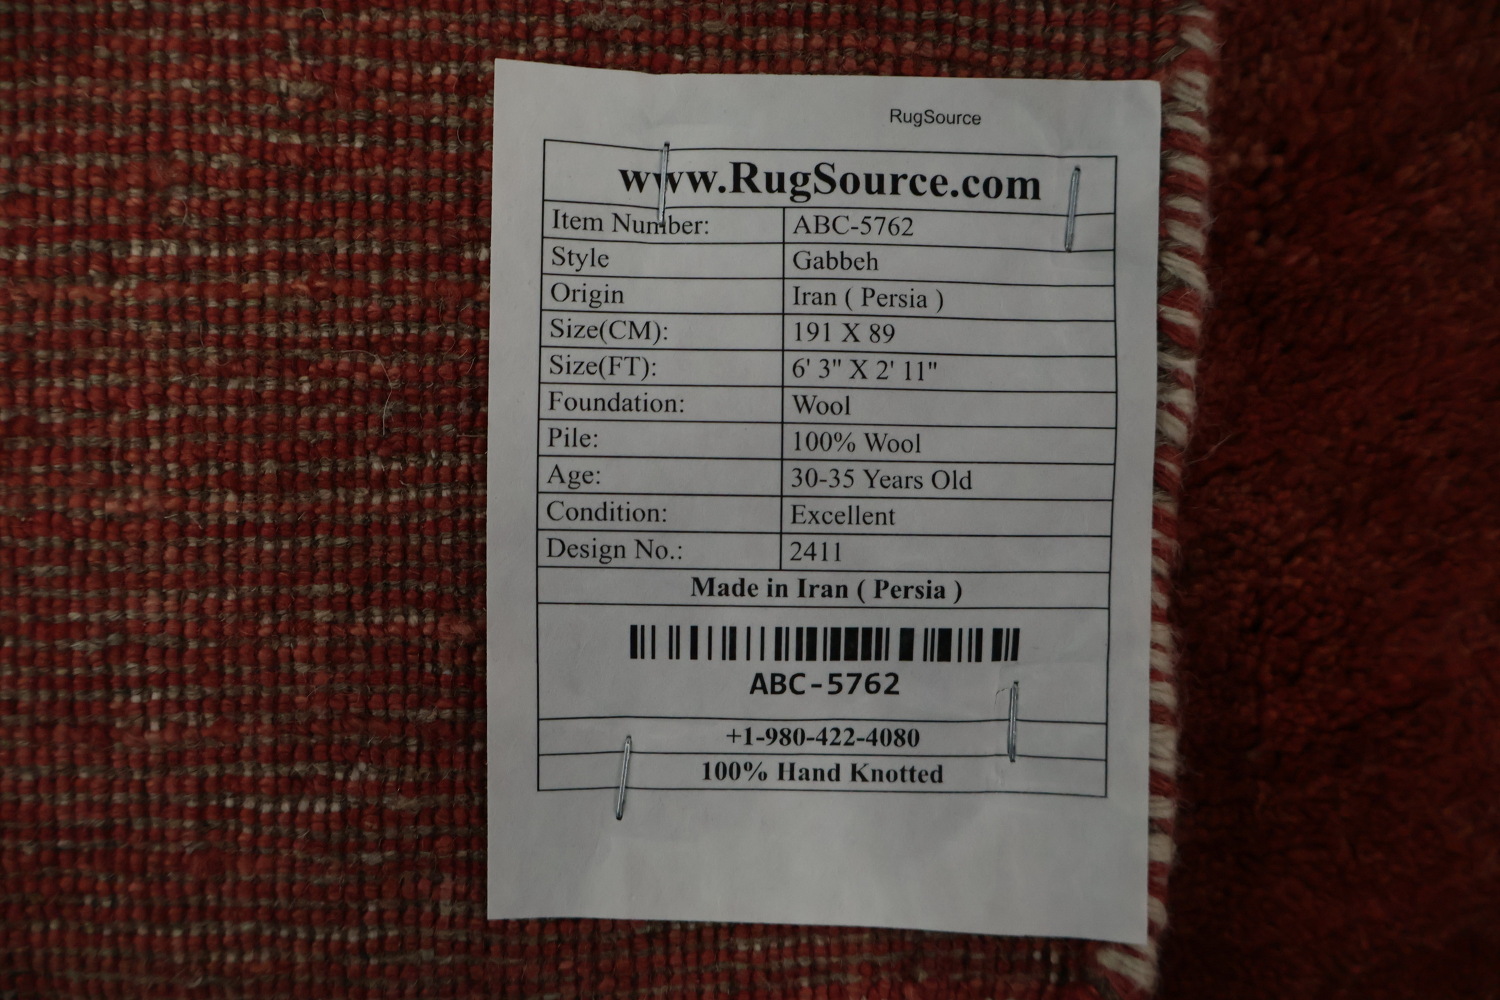 RugSource
www.RugSource.com
Item Number: ABC-5762
Style Gabbeh
Origin Iran ( Persia )
Size(CM): 191 X 89
Size(FT): 6' 3" X 2' 11"
Foundation: Wool
Pile: 100% Wool
Age: 30-35 Years Old
Condition: Excellent
Design No.: 2411
Made in Iran ( Persia )
ABC-5762
+1-980-422-4080
100% Hand Knotted